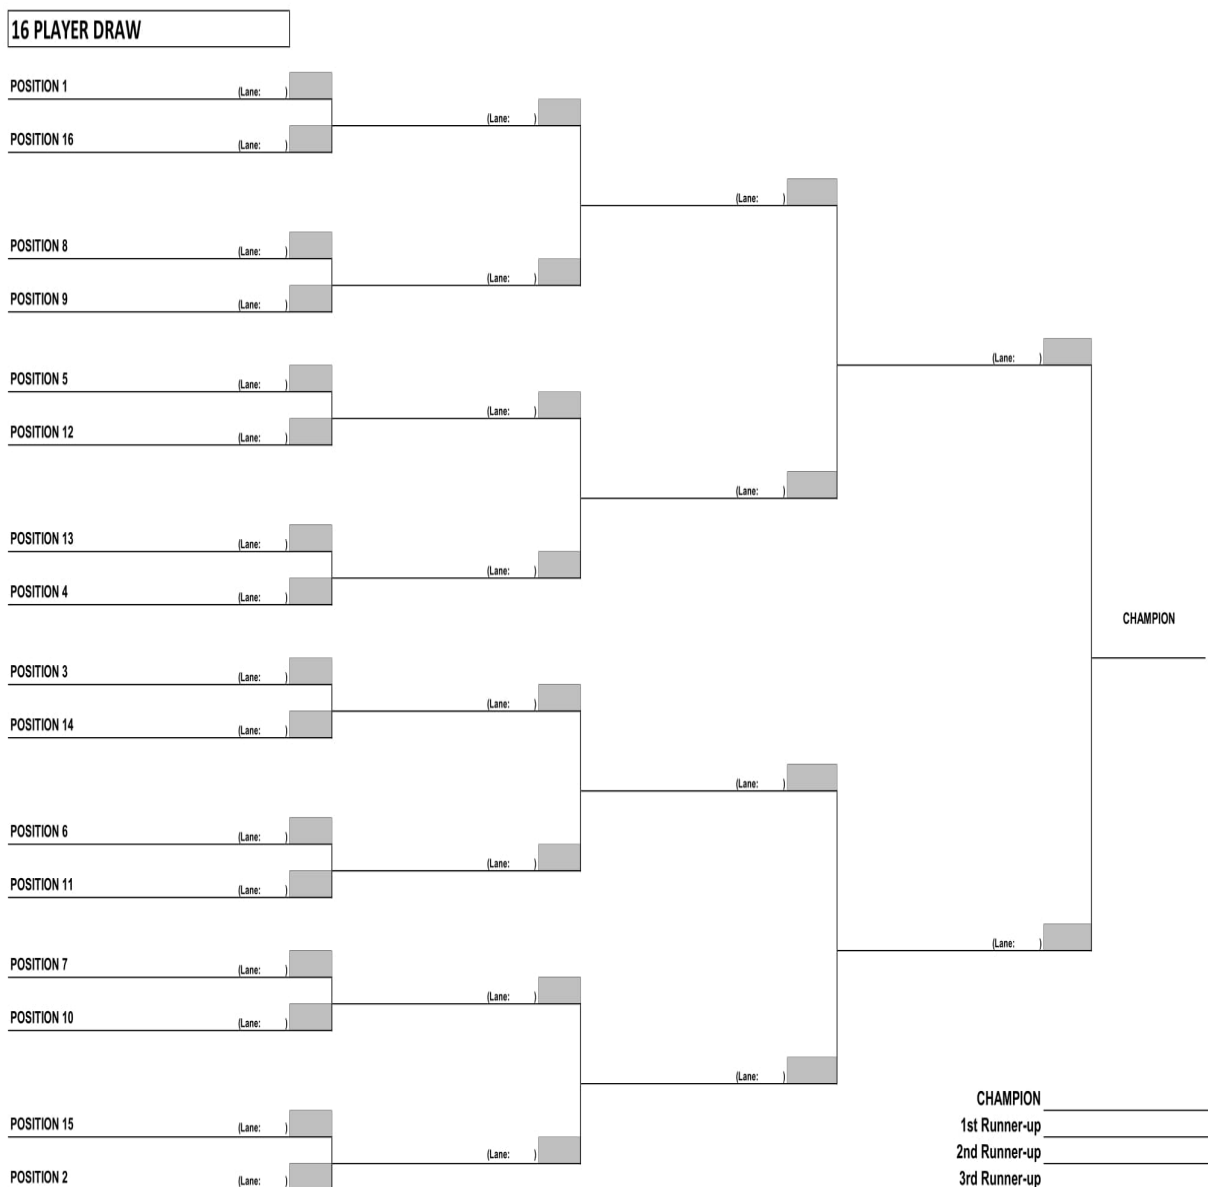 16 PLAYER DRAW
POSITION 1 (Lane: )
(Lane: )
POSITION 16 (Lane: )
(Lane: )
POSITION 8 (Lane: )
(Lane: )
POSITION 9 (Lane: )
(Lane: )
POSITION 5 (Lane: )
(Lane: )
POSITION 12 (Lane: )
(Lane: )
POSITION 13 (Lane: )
(Lane: )
POSITION 4 (Lane: )
CHAMPION
POSITION 3 (Lane: )
(Lane: )
POSITION 14 (Lane: )
(Lane: )
POSITION 6 (Lane: )
(Lane: )
POSITION 11 (Lane: )
(Lane: )
POSITION 7 (Lane: )
(Lane: )
POSITION 10 (Lane: )
(Lane: )
CHAMPION
POSITION 15 (Lane: )
1st Runner-up
(Lane: )
2nd Runner-up
POSITION 2 (Lane: )
3rd Runner-up